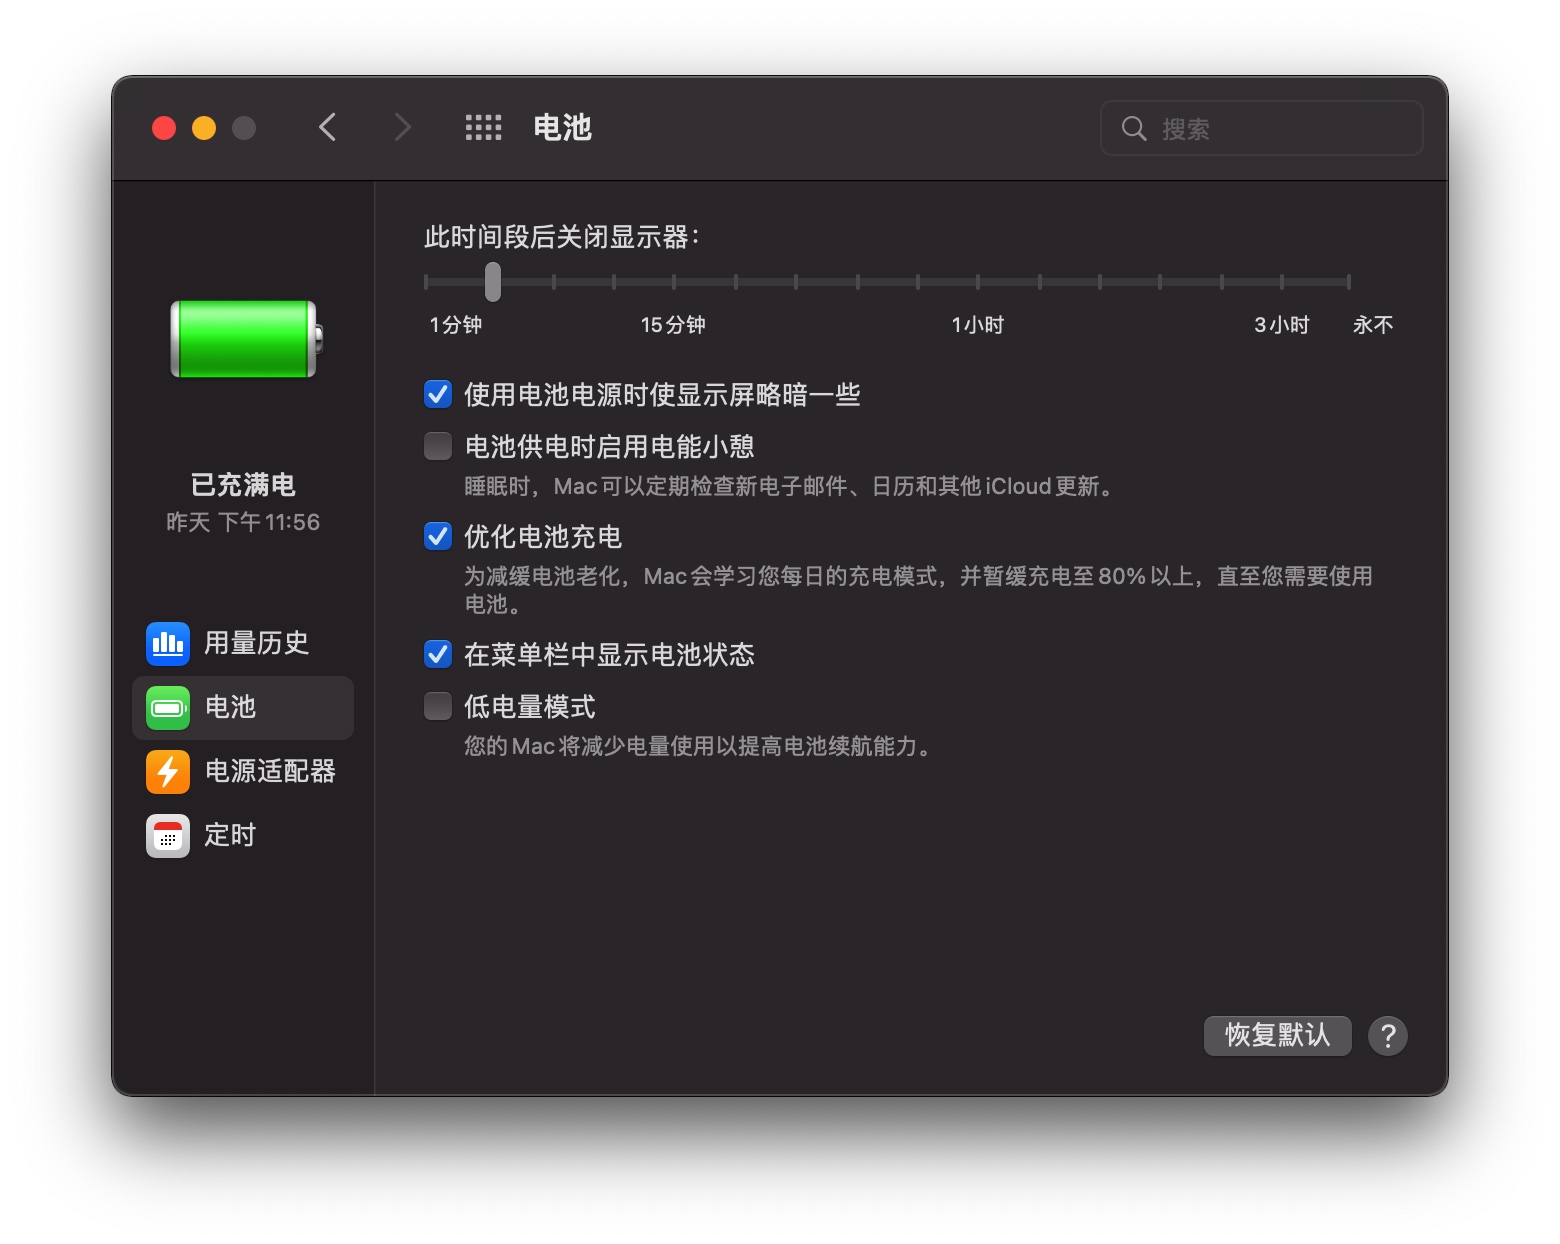 电池
搜索
已充满电
昨天 下午11:56
用量历史
电池
电源适配器
定时
此时间段后关闭显示器：
1分钟 15分钟 1小时 3小时 永不
使用电池电源时使显示屏略暗一些
电池供电时启用电能小憩
睡眠时，Mac可以定期检查新电子邮件、日历和其他iCloud更新。
优化电池充电
为减缓电池老化，Mac会学习您每日的充电模式，并暂缓充电至80%以上，直至您需要使用
电池。
在菜单栏中显示电池状态
低电量模式
您的Mac将减少电量使用以提高电池续航能力。
恢复默认 ?